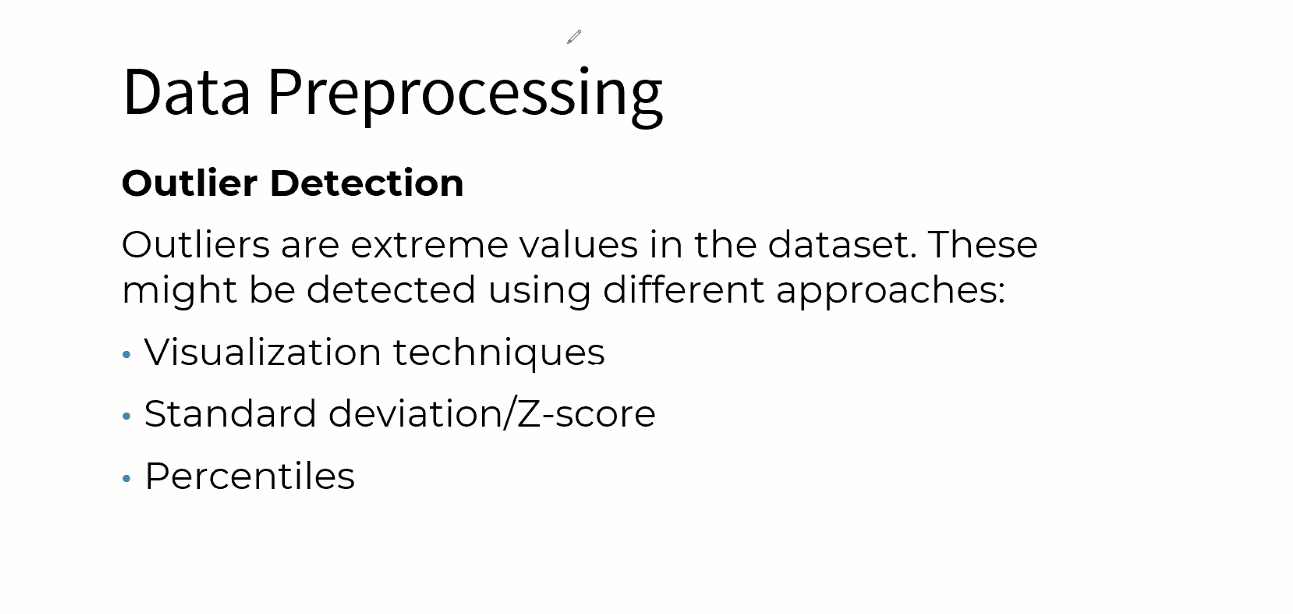 Data Preprocessing
Outlier Detection
Outliers are extreme values in the dataset. These
might be detected using different approaches:
• Visualization techniques
• Standard deviation/Z-score
• Percentiles